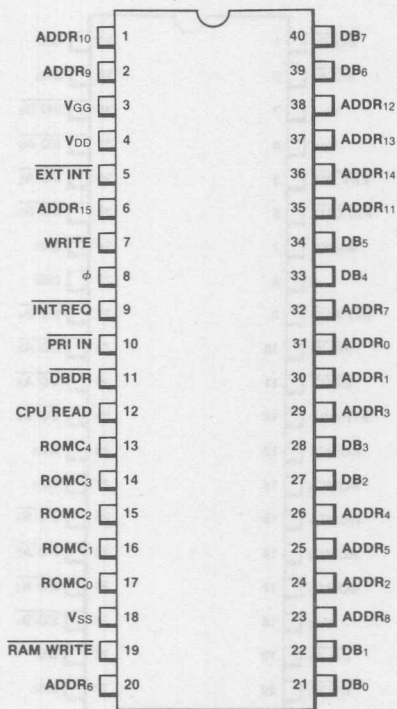 ADDR₁₀ 1 40 DB₇
ADDR₉ 2 39 DB₆
VGG 3 38 ADDR₁₂
VDD 4 37 ADDR₁₃
EXT INT 5 36 ADDR₁₄
ADDR₁₅ 6 35 ADDR₁₁
WRITE 7 34 DB₅
ϕ 8 33 DB₄
INT REQ 9 32 ADDR₇
PRI IN 10 31 ADDR₀
DBDR 11 30 ADDR₁
CPU READ 12 29 ADDR₃
ROMC₄ 13 28 DB₃
ROMC₃ 14 27 DB₂
ROMC₂ 15 26 ADDR₄
ROMC₁ 16 25 ADDR₅
ROMC₀ 17 24 ADDR₂
VSS 18 23 ADDR₈
RAM WRITE 19 22 DB₁
ADDR₆ 20 21 DB₀